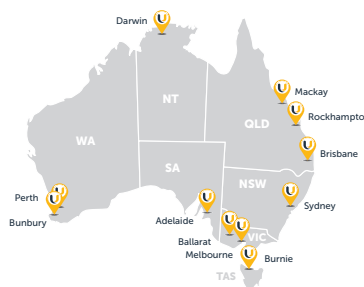 Darwin
NT
Mackay
Rockhampto
QLD
WA
Brisbane
SA
NSW
Perth
Sydney
Bunbury
Adelaide
Ballarat
VIC
Melbourne
Burnie
TAS